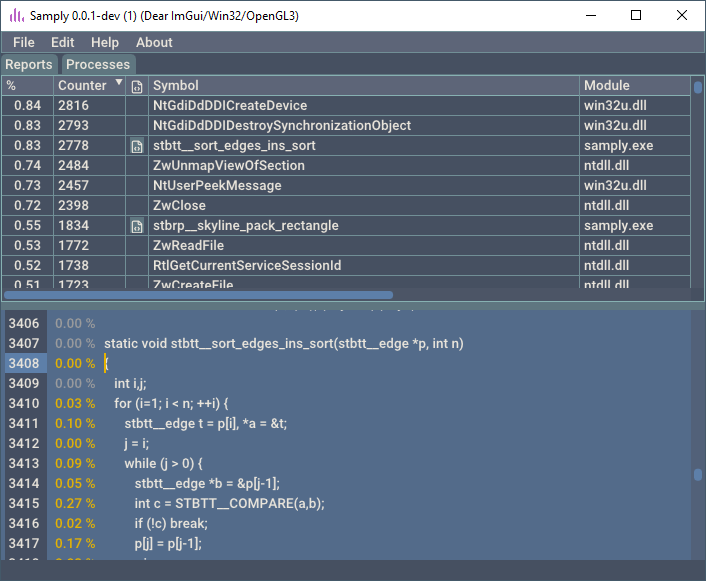 Samply 0.0.1-dev (1) (Dear ImGui/Win32/OpenGL3)
File Edit Help About
Reports Processes
% Counter Symbol Module
0.84 2816 NtGdiDdDDICreateDevice win32u.dll
0.83 2793 NtGdiDdDDIDestroySynchronizationObject win32u.dll
0.83 2778 stbtt__sort_edges_ins_sort samply.exe
0.74 2484 ZwUnmapViewOfSection ntdll.dll
0.73 2457 NtUserPeekMessage win32u.dll
0.72 2398 ZwClose ntdll.dll
0.55 1834 stbrp__skyline_pack_rectangle samply.exe
0.53 1772 ZwReadFile ntdll.dll
0.52 1738 RtlGetCurrentServiceSessionId ntdll.dll
0.51 1723 ZwCreateFile ntdll.dll
3406 0.00 %
3407 0.00 % static void stbtt__sort_edges_ins_sort(stbtt__edge *p, int n)
3408 0.00 % {
3409 0.00 % int i,j;
3410 0.03 % for (i=1; i < n; ++i) {
3411 0.10 % stbtt__edge t = p[i], *a = &t;
3412 0.00 % j = i;
3413 0.09 % while (j > 0) {
3414 0.05 % stbtt__edge *b = &p[j-1];
3415 0.27 % int c = STBTT__COMPARE(a,b);
3416 0.02 % if (!c) break;
3417 0.17 % p[j] = p[j-1];